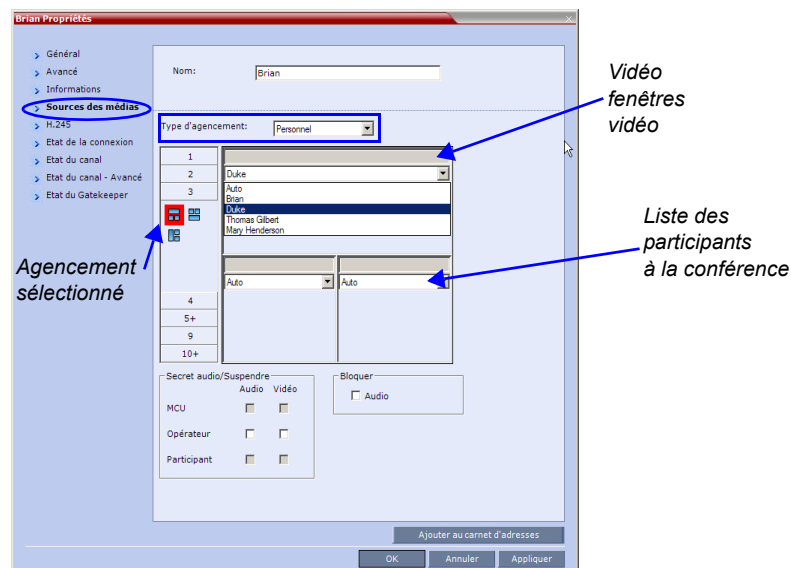 Brian Propriétés
Général
Avancé
Informations
Sources des médias
H.245
Etat de la connexion
Etat du canal
Etat du canal - Avancé
Etat du Gatekeeper
Nom: Brian
Type d'agencement: Personnel
1
2
3
Duke
Auto
Brian
Duke
Thomas Gilbert
Mary Henderson
Auto Auto
4
5+
9
10+
Secret audio/Suspendre
Audio Vidéo
MCU
Opérateur
Participant
Bloquer
Audio
Ajouter au carnet d'adresses
OK Annuler Appliquer
Vidéo
fenêtres
vidéo
Liste des
participants
à la conférence
Agencement
sélectionné